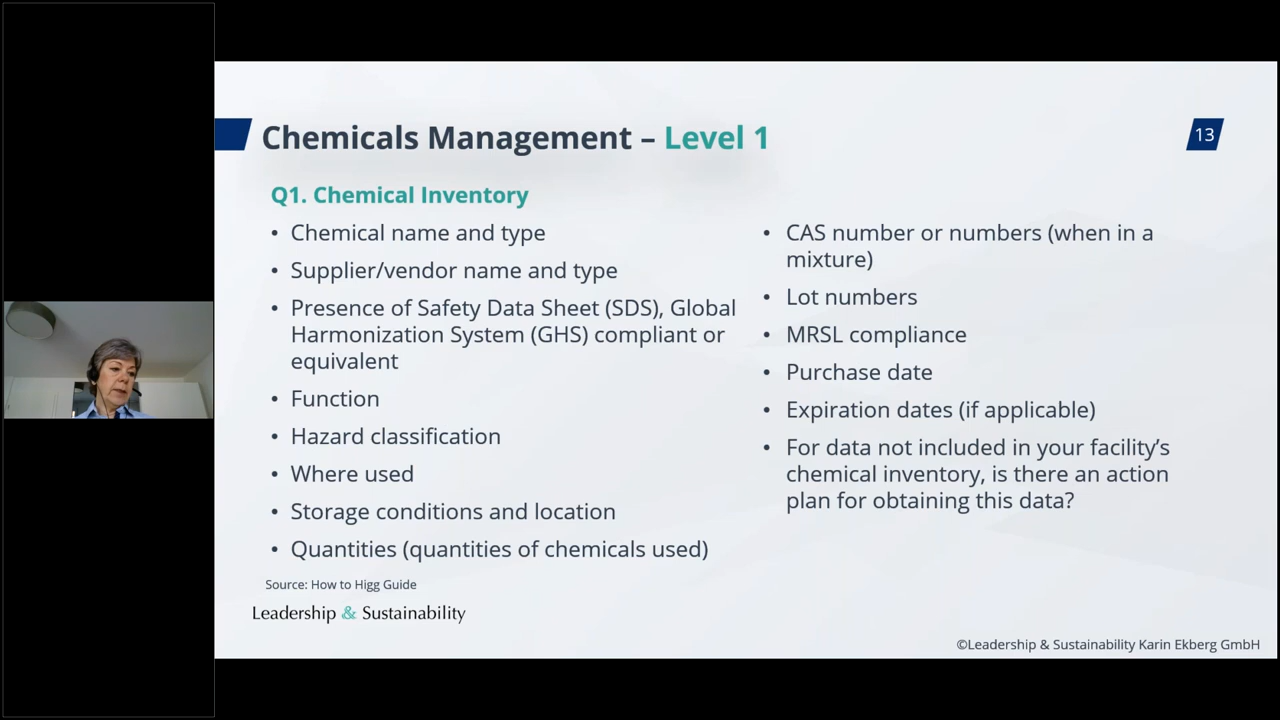 Chemicals Management – Level 1
13
Q1. Chemical Inventory
• Chemical name and type
• Supplier/vendor name and type
• Presence of Safety Data Sheet (SDS), Global
Harmonization System (GHS) compliant or
equivalent
• Function
• Hazard classification
• Where used
• Storage conditions and location
• Quantities (quantities of chemicals used)
• CAS number or numbers (when in a
mixture)
• Lot numbers
• MRSL compliance
• Purchase date
• Expiration dates (if applicable)
• For data not included in your facility’s
chemical inventory, is there an action
plan for obtaining this data?
Source: How to Higg Guide
Leadership & Sustainability
©Leadership & Sustainability Karin Ekberg GmbH